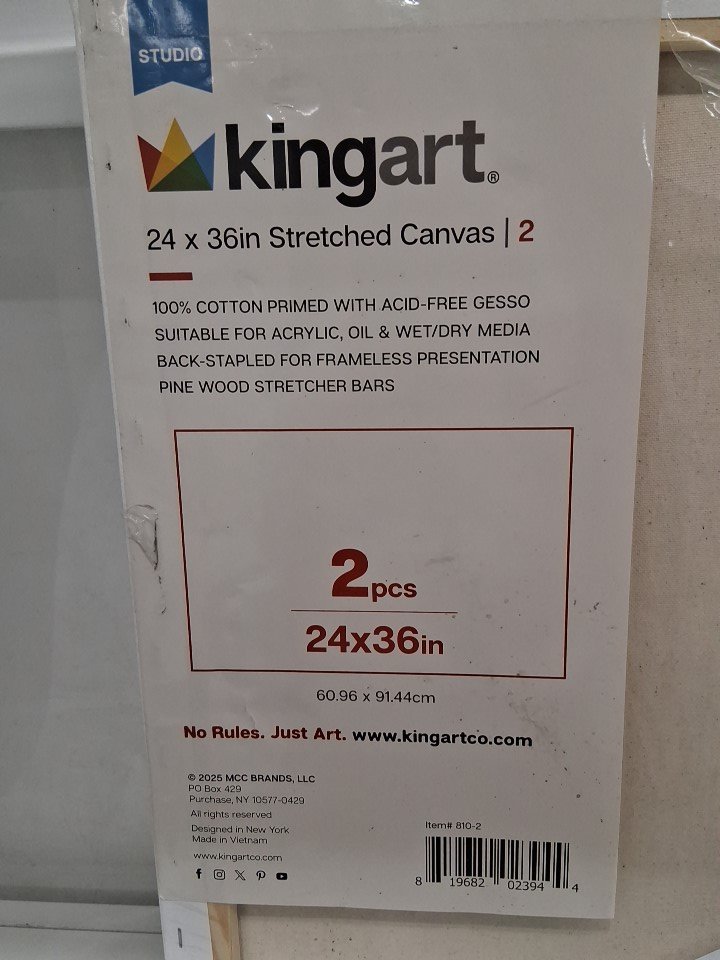 STUDIO
kingart®
24 x 36in Stretched Canvas | 2
100% COTTON PRIMED WITH ACID-FREE GESSO
SUITABLE FOR ACRYLIC, OIL & WET/DRY MEDIA
BACK-STAPLED FOR FRAMELESS PRESENTATION
PINE WOOD STRETCHER BARS
2pcs
24x36in
60.96 x 91.44cm
No Rules. Just Art. www.kingartco.com
© 2025 MCC BRANDS, LLC
PO Box 429
Purchase, NY 10577-0429
All rights reserved
Designed in New York
Made in Vietnam
www.kingartco.com
Item# 810-2
8 19682 02394 4